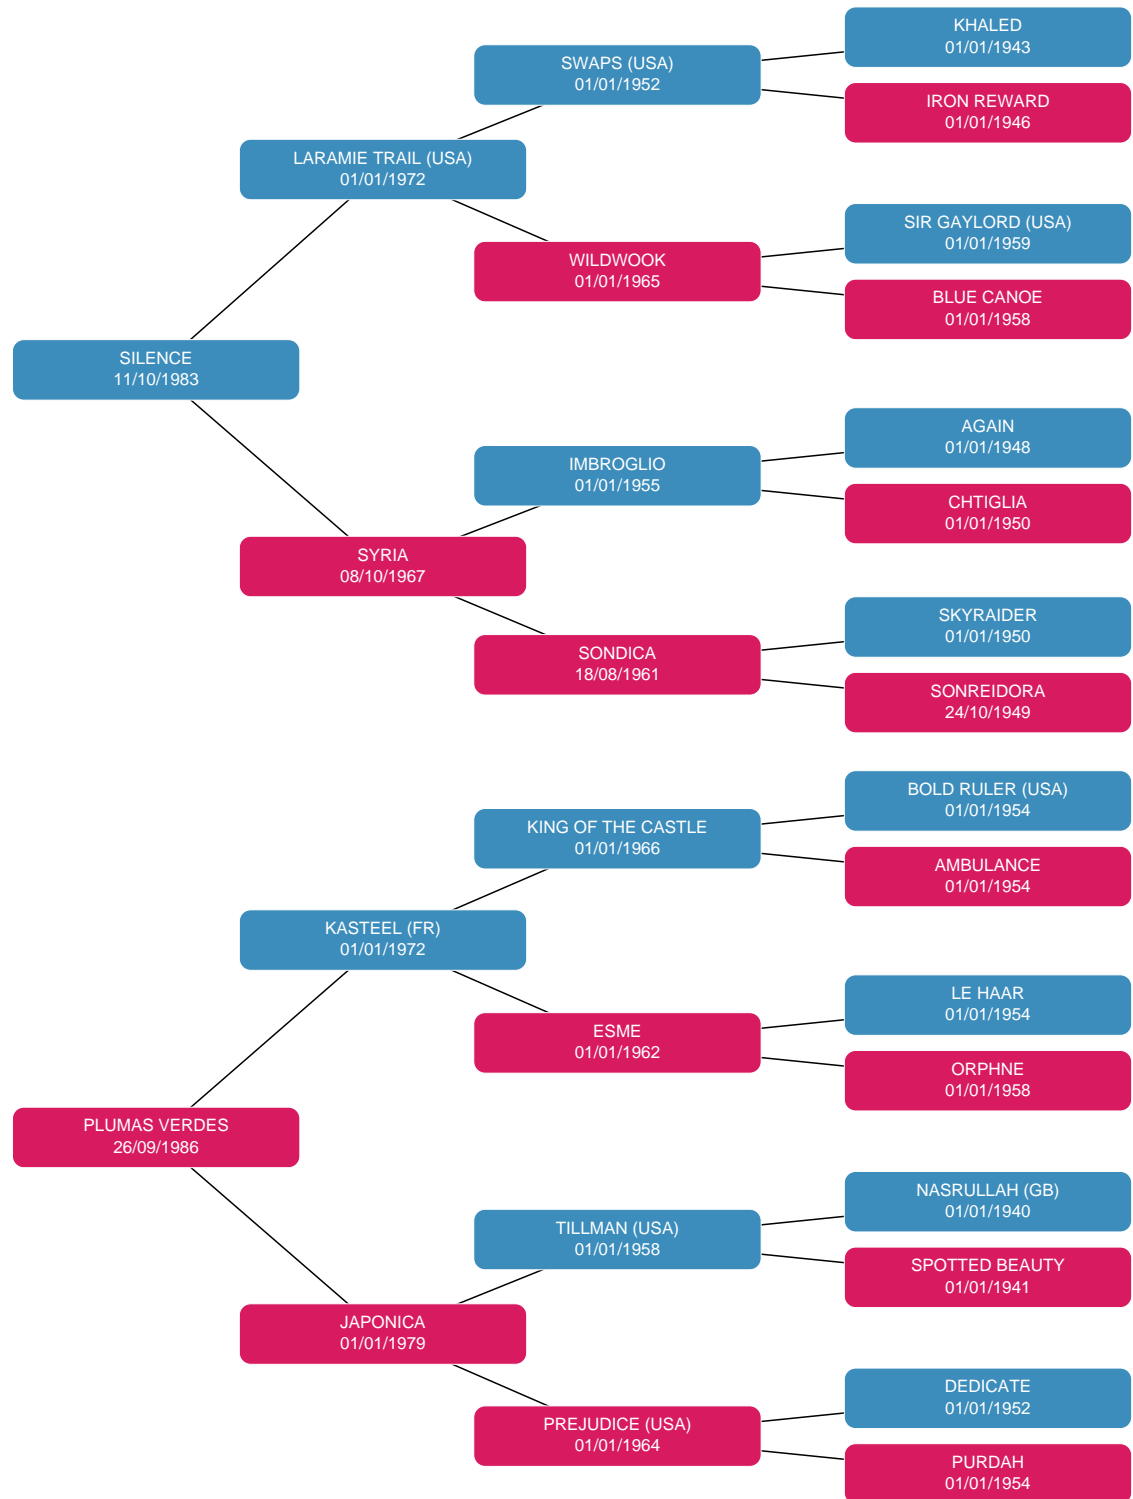 KHALED
01/01/1943
SWAPS (USA)
01/01/1952
IRON REWARD
01/01/1946
LARAMIE TRAIL (USA)
01/01/1972
SIR GAYLORD (USA)
01/01/1959
WILDWOOK
01/01/1965
BLUE CANOE
01/01/1958
SILENCE
11/10/1983
AGAIN
01/01/1948
IMBROGLIO
01/01/1955
CHTIGLIA
01/01/1950
SYRIA
08/10/1967
SKYRAIDER
01/01/1950
SONDICA
18/08/1961
SONREIDORA
24/10/1949
BOLD RULER (USA)
01/01/1954
KING OF THE CASTLE
01/01/1966
AMBULANCE
01/01/1954
KASTEEL (FR)
01/01/1972
LE HAAR
01/01/1954
ESME
01/01/1962
ORPHNE
01/01/1958
PLUMAS VERDES
26/09/1986
NASRULLAH (GB)
01/01/1940
TILLMAN (USA)
01/01/1958
SPOTTED BEAUTY
01/01/1941
JAPONICA
01/01/1979
DEDICATE
01/01/1952
PREJUDICE (USA)
01/01/1964
PURDAH
01/01/1954